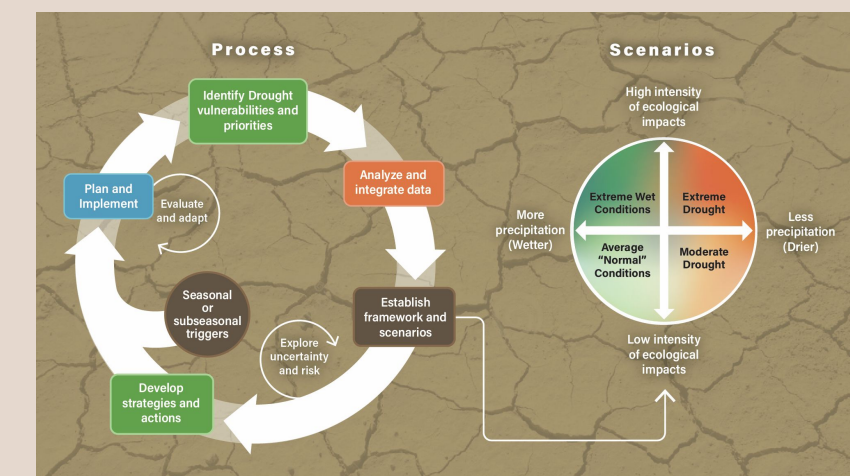 Process
Identify Drought
vulnerabilities and
priorities
Analyze and
integrate data
Establish
framework and
scenarios
Explore
uncertainty
and risk
Develop
strategies and
actions
Seasonal
or
subseasonal
triggers
Plan and
Implement
Evaluate
and adapt
Scenarios
High intensity
of ecological
impacts
More
precipitation
(Wetter)
Extreme Wet
Conditions
Extreme
Drought
Average
“Normal”
Conditions
Moderate
Drought
Less
precipitation
(Drier)
Low intensity
of ecological
impacts